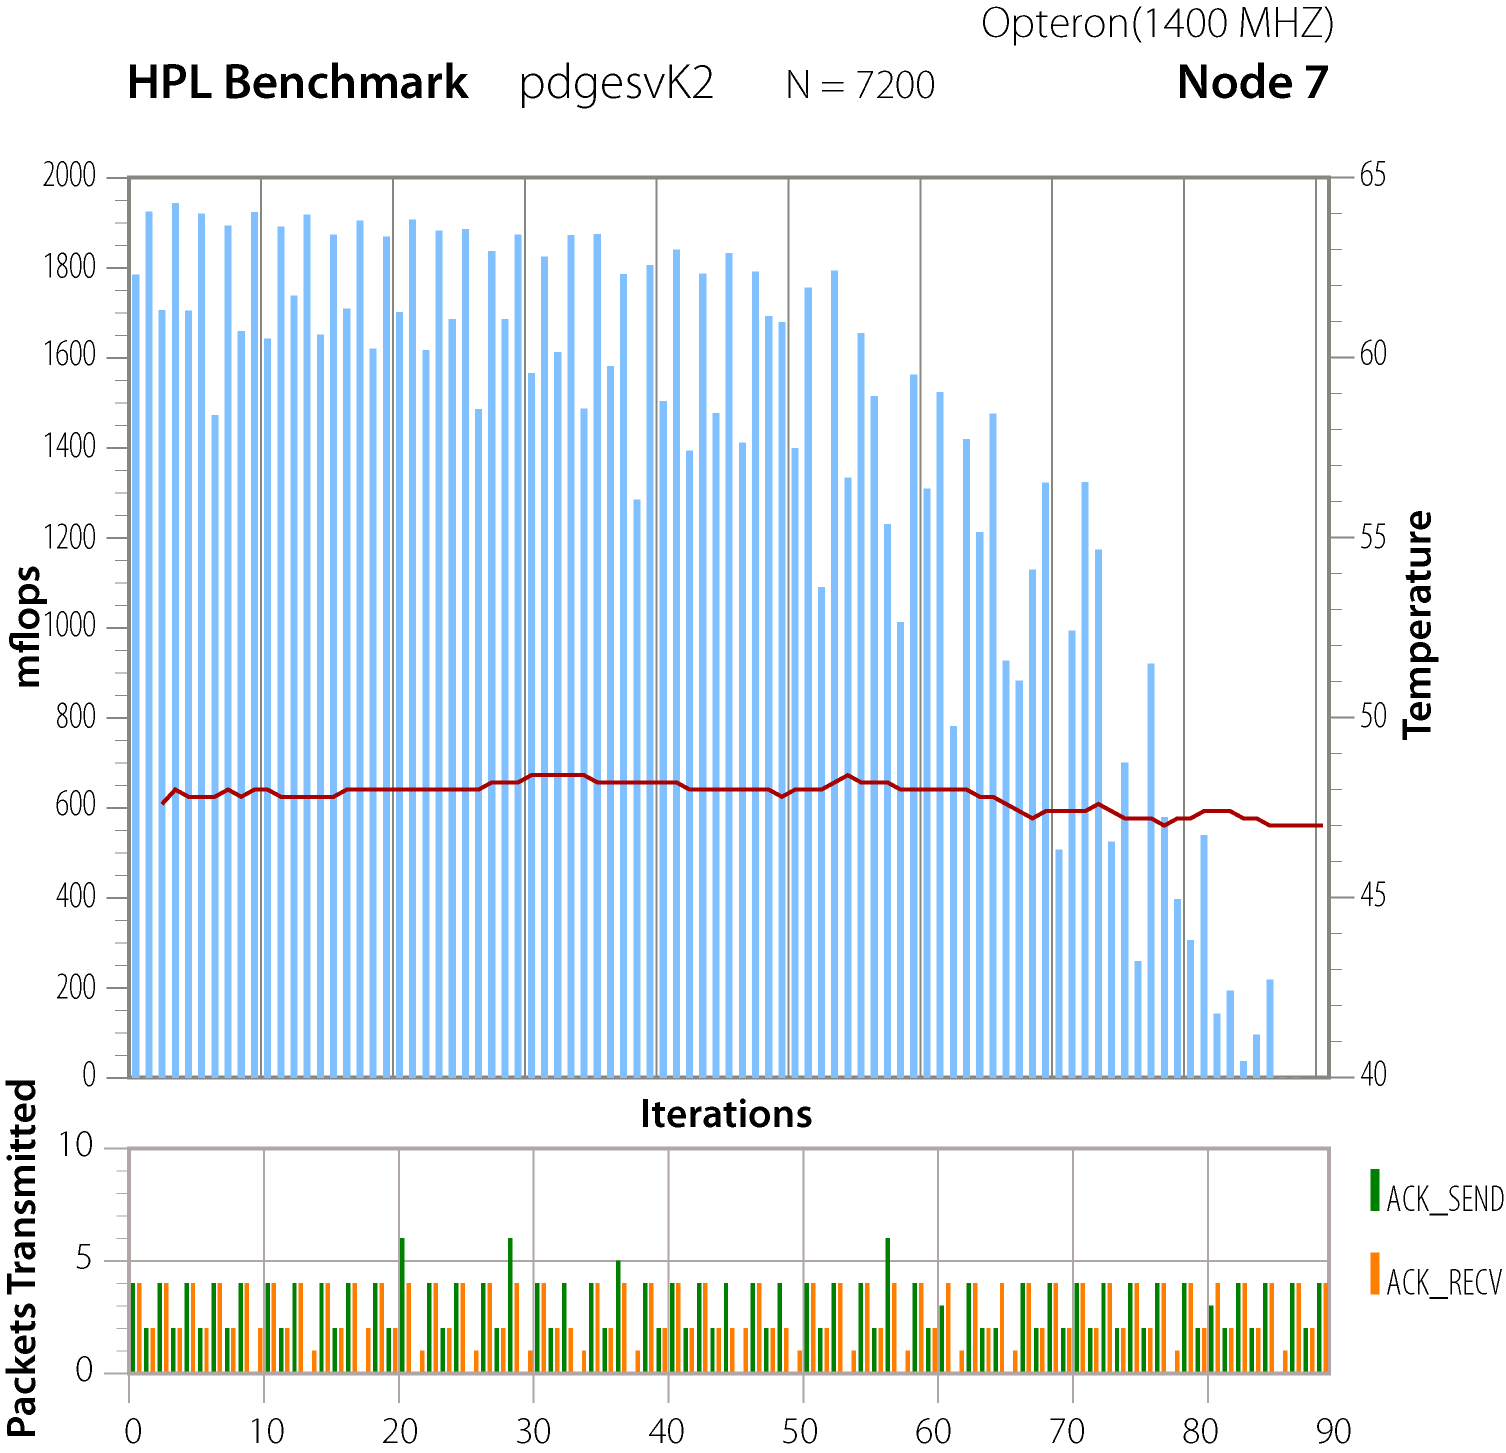 Opteron(1400 MHZ)
HPL Benchmark pdgesvK2 N = 7200 Node 7
2000
1800
1600
1400
1200
1000
800
600
400
200
0
mflops
65
60
55
50
45
40
Temperature
Iterations
10
5
0
Packets Transmitted
ACK_SEND
ACK_RECV
0 10 20 30 40 50 60 70 80 90